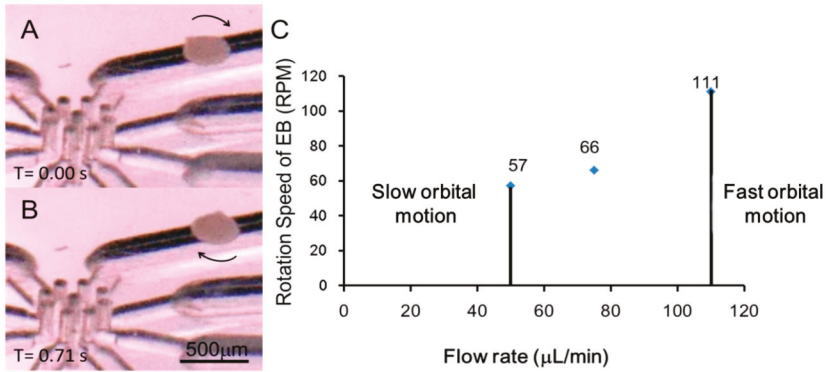 A
T= 0.00 s
B
T= 0.71 s
500μm
C
Rotation Speed of EB (RPM)
120
100
80
60
40
20
0
111
66
57
Slow orbital
motion
Fast orbital
motion
0 20 40 60 80 100 120
Flow rate (μL/min)